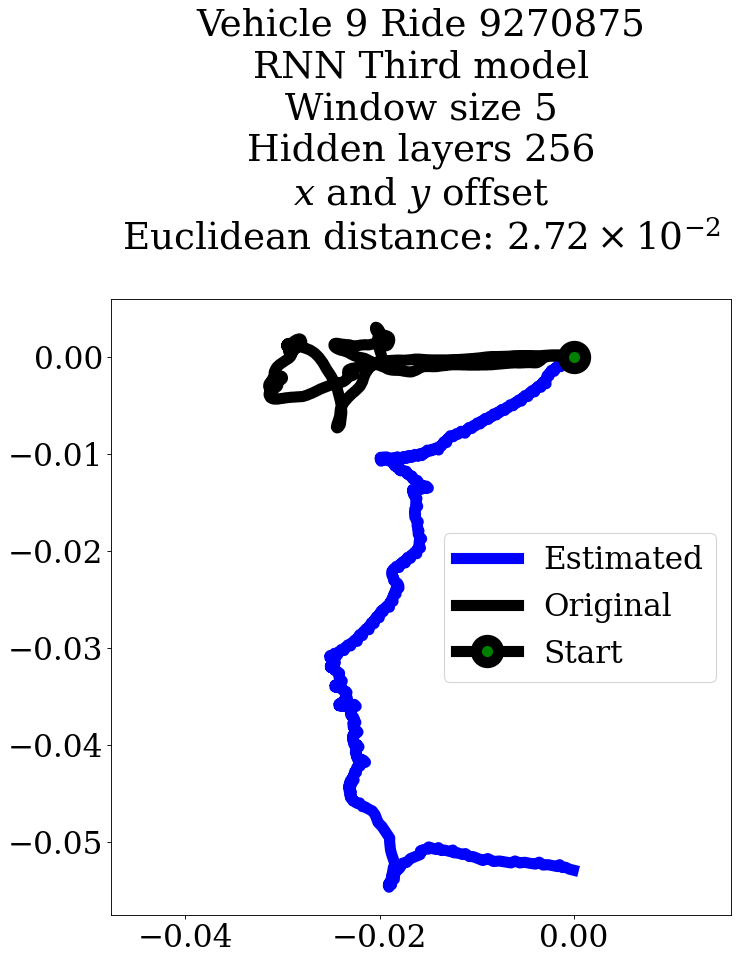 Vehicle 9 Ride 9270875
RNN Third model
Window size 5
Hidden layers 256
x and y offset
Euclidean distance: 2.72 × 10⁻²
0.00
−0.01
−0.02
−0.03
−0.04
−0.05
Estimated
Original
Start
−0.04 −0.02 0.00